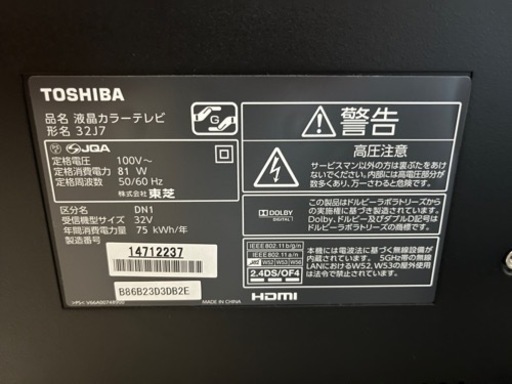 TOSHIBA
品名 液晶カラーテレビ
形名 32J7
JQA
定格電圧 100V～
定格消費電力 81 W
定格周波数 50/60 Hz
株式会社 東芝
区分名 DN1
受信機型サイズ 32V
年間消費電力量 75 kWh/年
製造番号
14712237
B86B23D3DB2E
MADE IN CHINA
G
警告
高圧注意
サービスマン以外の方は裏ぶたをあけ
ないでください。内部には高電圧部分が
数多くあり、万一さわると危険です。
DOLBY
DIGITAL
この製品はドルビーラボラトリーズから
の実施権に基づき製造されています。
Dolby、ドルビー及びダブルD記号は
ドルビーラボラトリーズの商標です。
IEEE802.11b/g/n
IEEE802.11a/n
W52 W53 W56
2.4DS/OF4
本機には電波法に基づく無線設備が
内蔵されています。 5GHz帯の無線
LANにおけるW52、W53の屋外使用
は法令により禁止されています。
HDMI